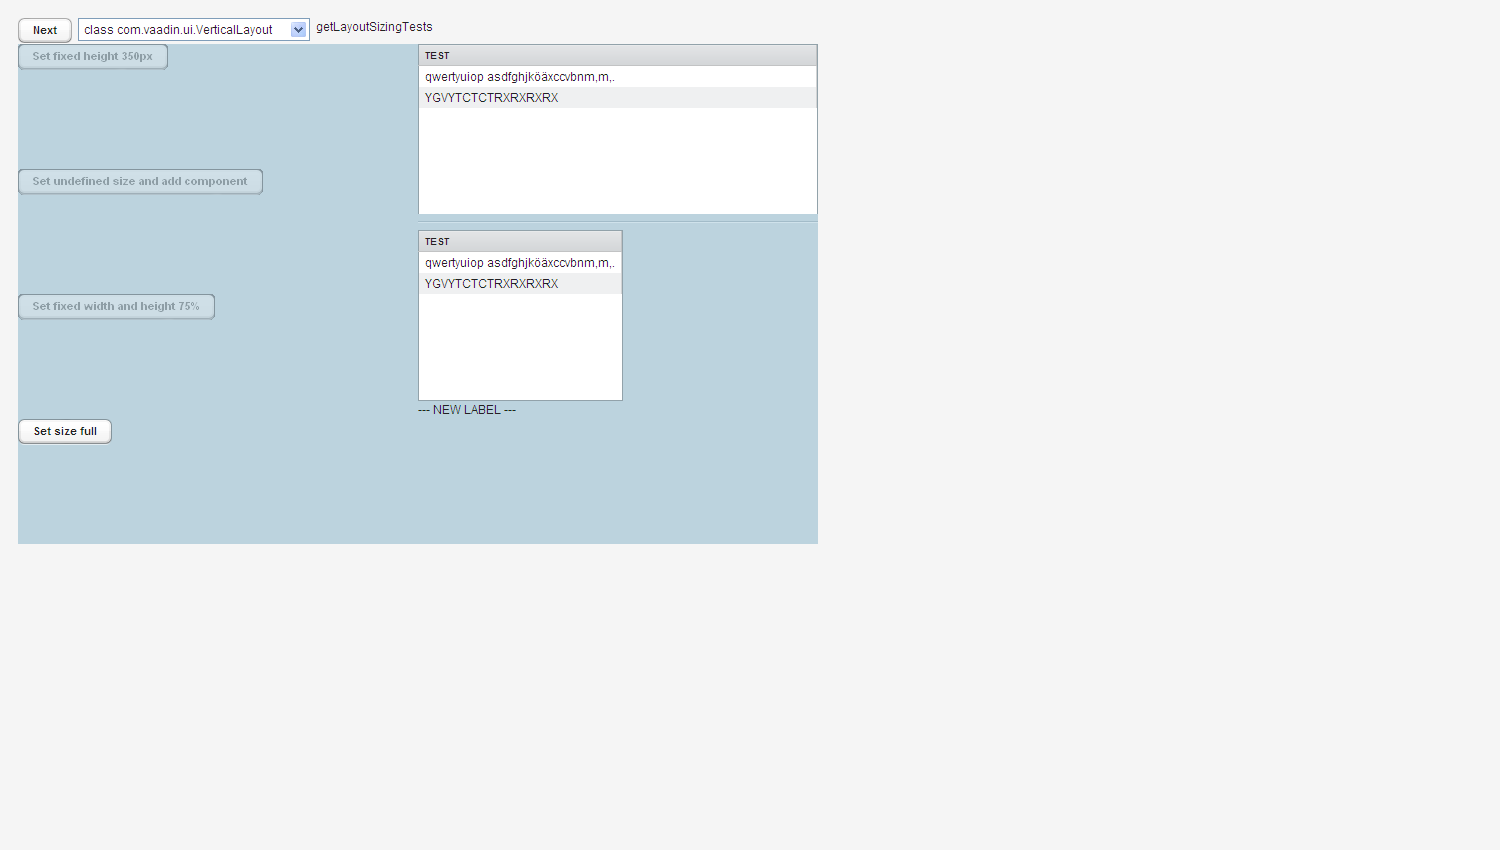 Next
class com.vaadin.ui.VerticalLayout
getLayoutSizingTests
Set fixed height 350px
Set undefined size and add component
Set fixed width and height 75%
Set size full
TEST
qwertyuiop asdfghjköäxccvbnm,m,.
YGVYTCTCTRXRXRXRX
TEST
qwertyuiop asdfghjköäxccvbnm,m,.
YGVYTCTCTRXRXRXRX
--- NEW LABEL ---